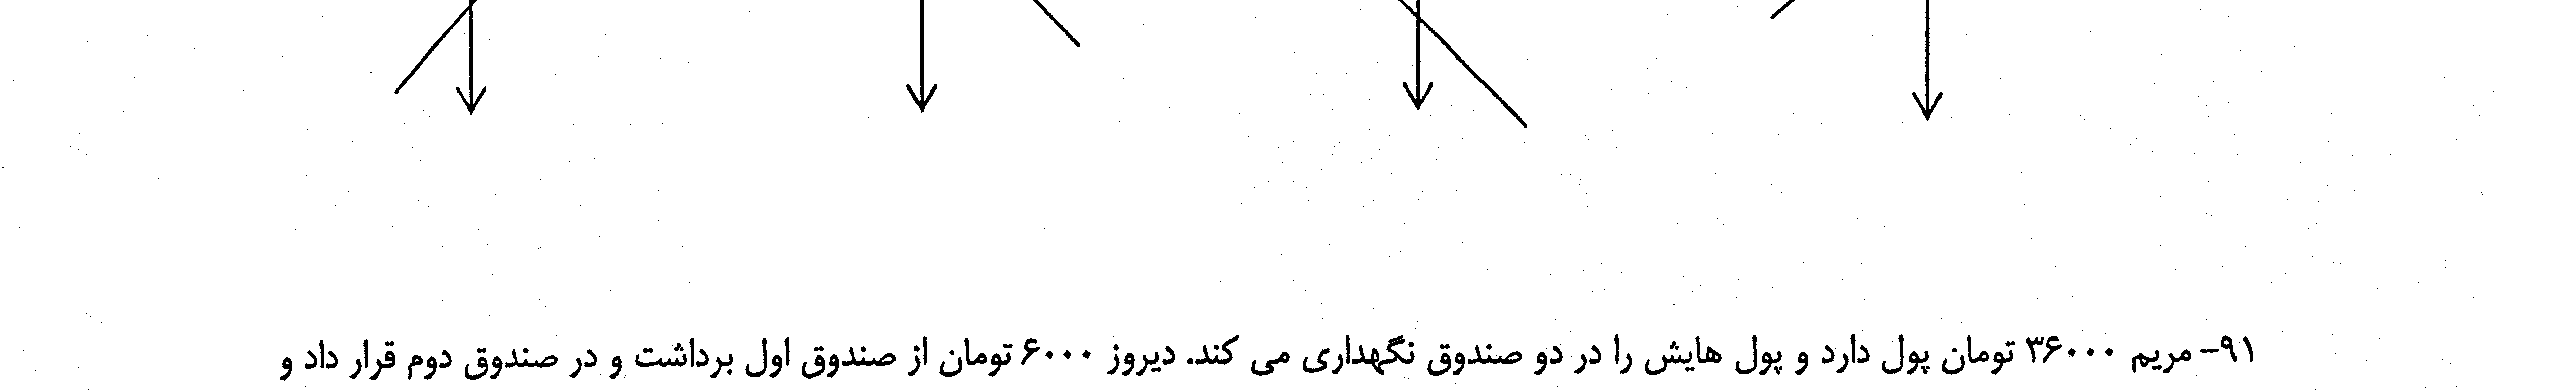 ۹۱- مریم ۳۶۰۰۰ تومان پول دارد و پول هایش را در دو صندوق نگهداری می کند. دیروز ۶۰۰۰ تومان از صندوق اول برداشت و در صندوق دوم قرار داد و